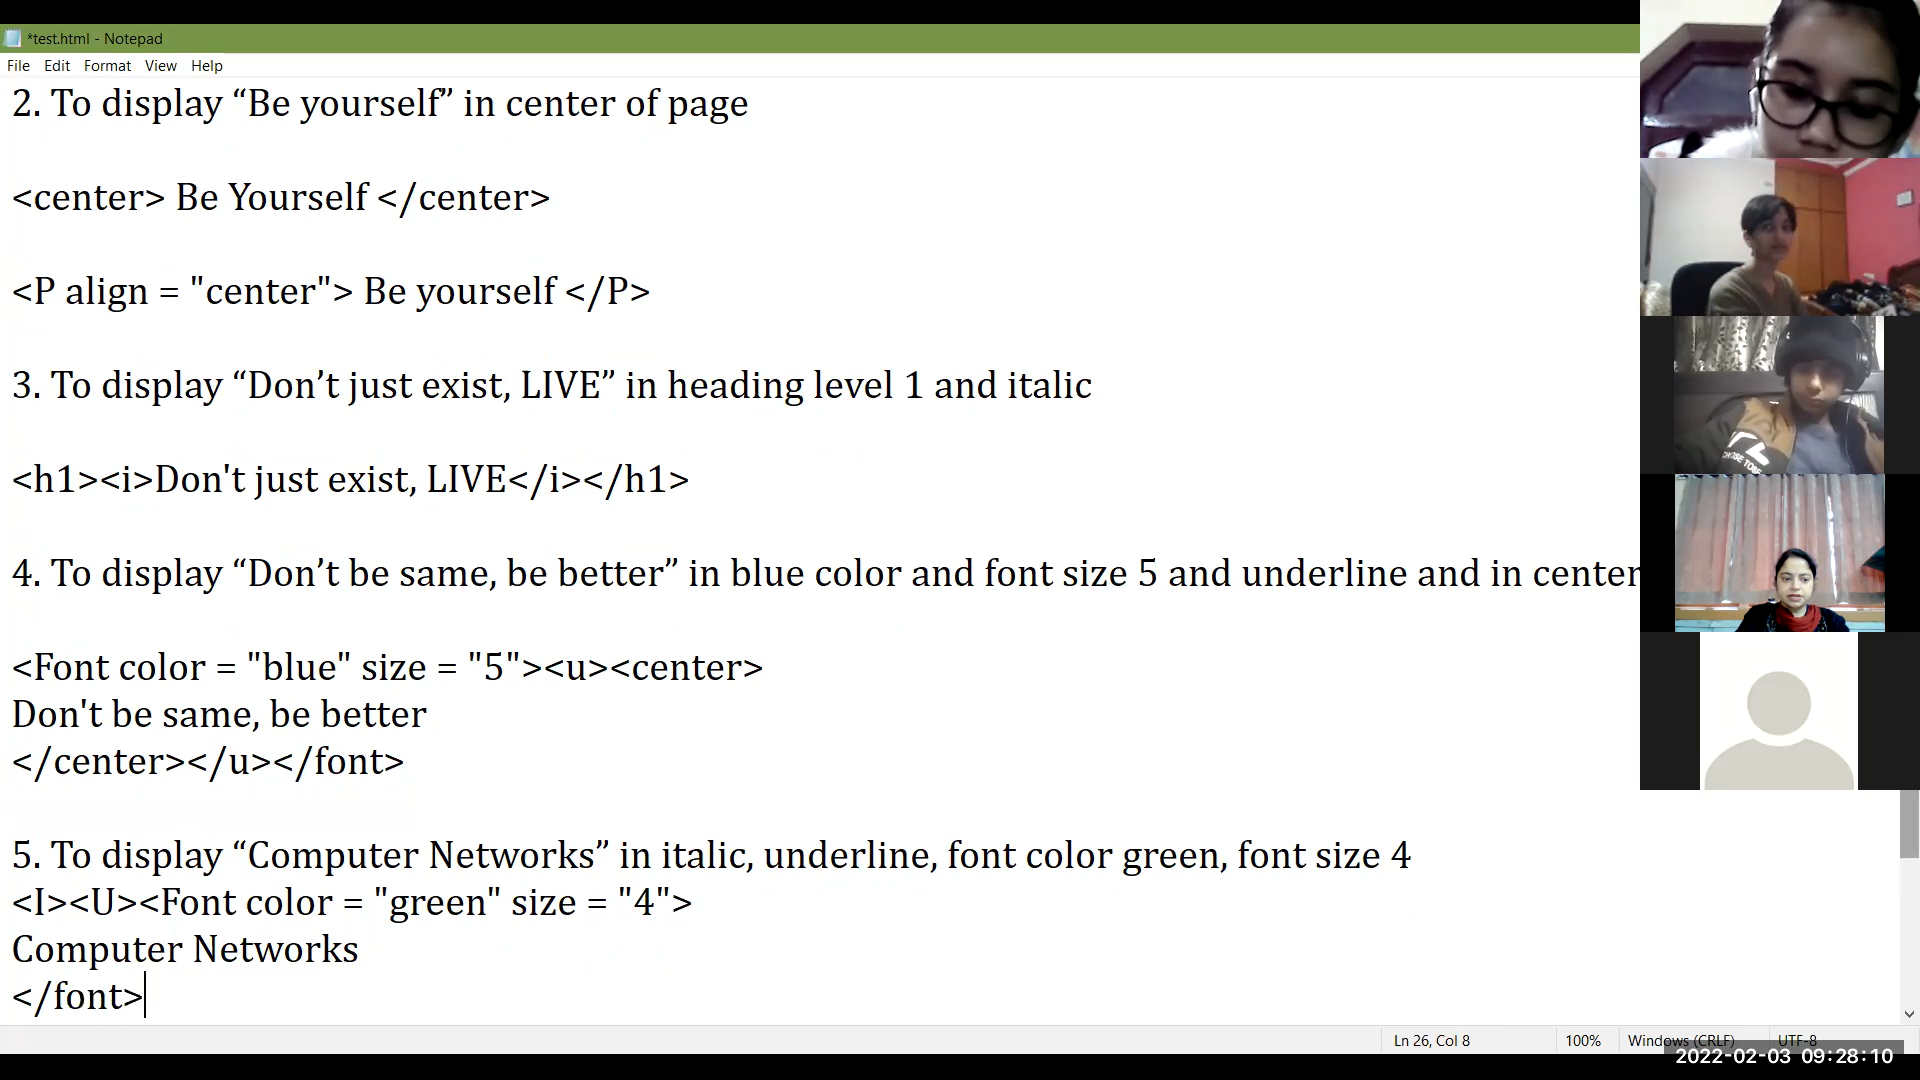 *test.html - Notepad
File Edit Format View Help
2. To display “Be yourself” in center of page
<center> Be Yourself </center>
<P align = "center"> Be yourself </P>
3. To display “Don’t just exist, LIVE” in heading level 1 and italic
<h1><i>Don't just exist, LIVE</i></h1>
4. To display “Don’t be same, be better” in blue color and font size 5 and underline and in center
<Font color = "blue" size = "5"><u><center>
Don't be same, be better
</center></u></font>
5. To display “Computer Networks” in italic, underline, font color green, font size 4
<I><U><Font color = "green" size = "4">
Computer Networks
</font>
Ln 26, Col 8 100% Windows (CRLF) UTF-8
2022-02-03 09:28:10